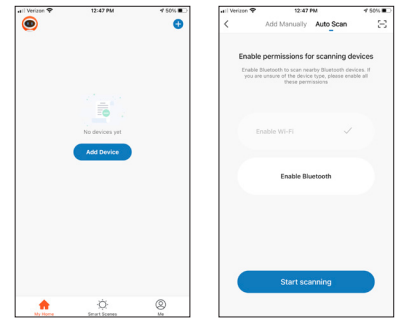 Verizon 12:47 PM 50%
No devices yet
Add Device
My Home Smart Scenes Me
Verizon 12:47 PM 50%
Add Manually Auto Scan
Enable permissions for scanning devices
Enable Bluetooth to scan nearby Bluetooth devices. If
you are unsure of the device type, please enable all
these permissions
Enable Wi-Fi
Enable Bluetooth
Start scanning